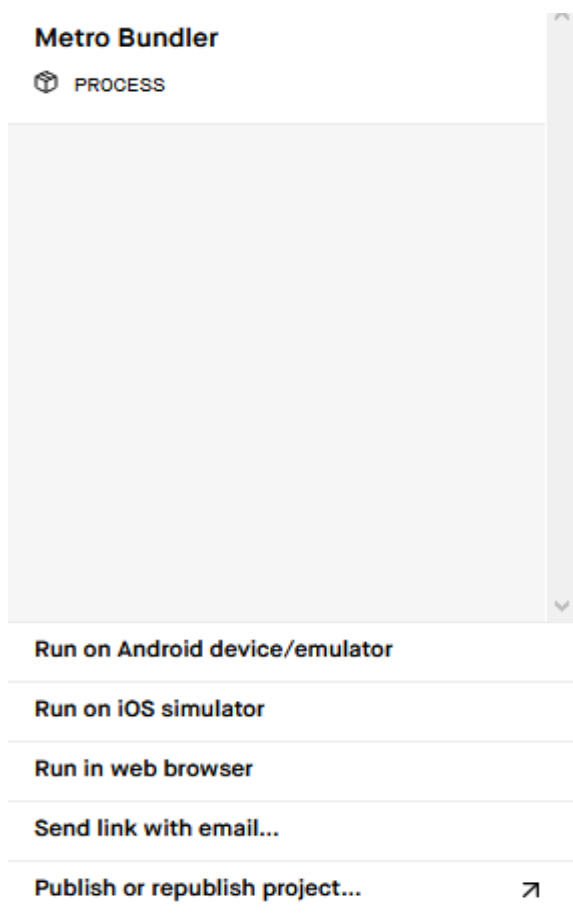 Metro Bundler
PROCESS
Run on Android device/emulator
Run on iOS simulator
Run in web browser
Send link with email...
Publish or republish project...